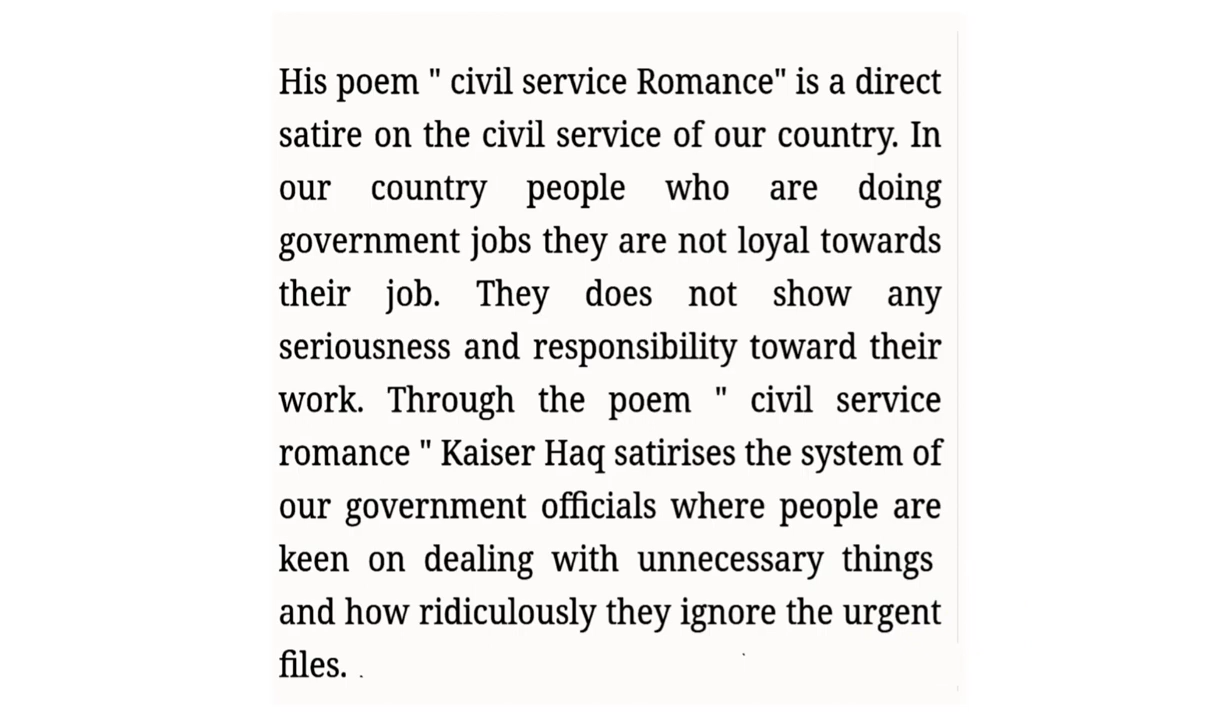 His poem " civil service Romance" is a direct
satire on the civil service of our country. In
our country people who are doing
government jobs they are not loyal towards
their job. They does not show any
seriousness and responsibility toward their
work. Through the poem " civil service
romance " Kaiser Haq satirises the system of
our government officials where people are
keen on dealing with unnecessary things
and how ridiculously they ignore the urgent
files. .